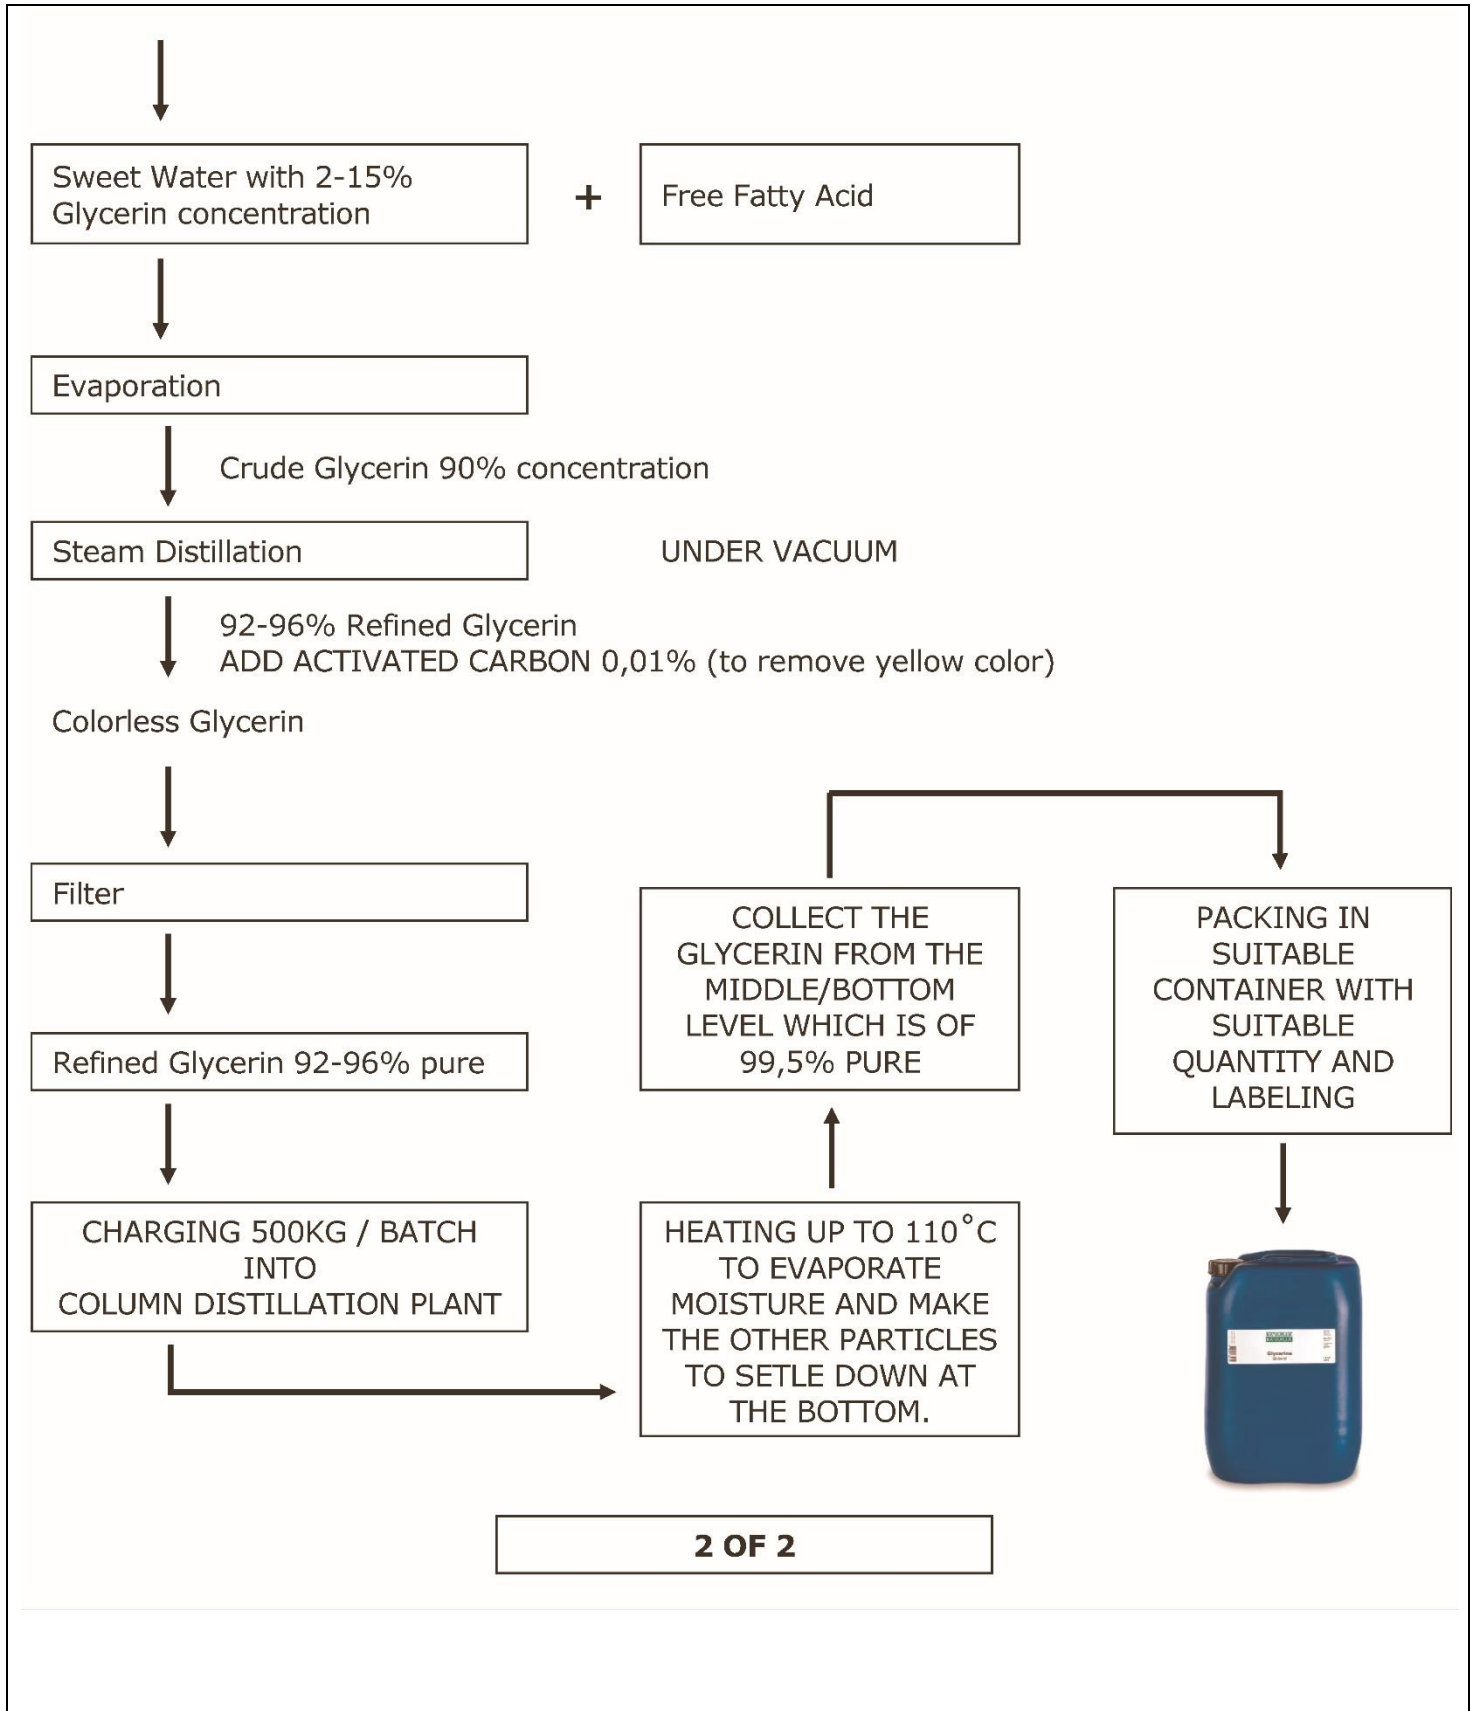 Sweet Water with 2-15%
Glycerin concentration
+
Free Fatty Acid
Evaporation
Crude Glycerin 90% concentration
Steam Distillation
UNDER VACUUM
92-96% Refined Glycerin
ADD ACTIVATED CARBON 0,01% (to remove yellow color)
Colorless Glycerin
Filter
Refined Glycerin 92-96% pure
CHARGING 500KG / BATCH
INTO
COLUMN DISTILLATION PLANT
HEATING UP TO 110˚C
TO EVAPORATE
MOISTURE AND MAKE
THE OTHER PARTICLES
TO SETLE DOWN AT
THE BOTTOM.
COLLECT THE
GLYCERIN FROM THE
MIDDLE/BOTTOM
LEVEL WHICH IS OF
99,5% PURE
PACKING IN
SUITABLE
CONTAINER WITH
SUITABLE
QUANTITY AND
LABELING
2 OF 2